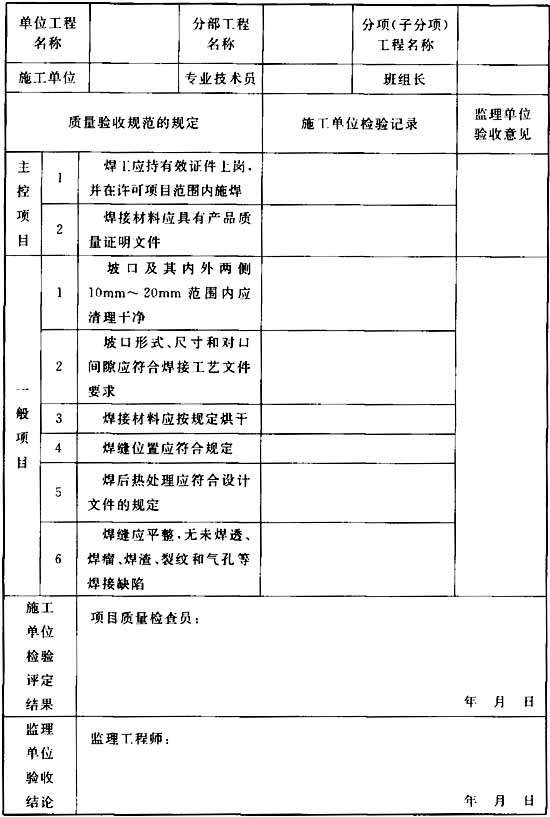 单位工程 分部工程 分项(子分项)
名称 名称 工程名称
施工单位 专业技术员 班组长
质量验收规范的规定 施工单位检验记录 监理单位
验收意见
主控项目
1 焊工应持有效证件上岗,
并在许可项目范围内施焊
2 焊接材料应具有产品质
量证明文件
一般项目
1 坡口及其内外两侧
10mm～20mm 范围内应
清理干净
2 坡口形式、尺寸和对口
间隙应符合焊接工艺文件
要求
3 焊接材料应按规定烘干
4 焊缝位置应符合规定
5 焊后热处理应符合设计
文件的规定
6 焊缝应平整,无未焊透、
焊瘤、焊渣、裂纹和气孔等
焊接缺陷
施工
单位
检验
评定
结果
项目质量检查员:
年 月 日
监理
单位
验收
结论
监理工程师:
年 月 日